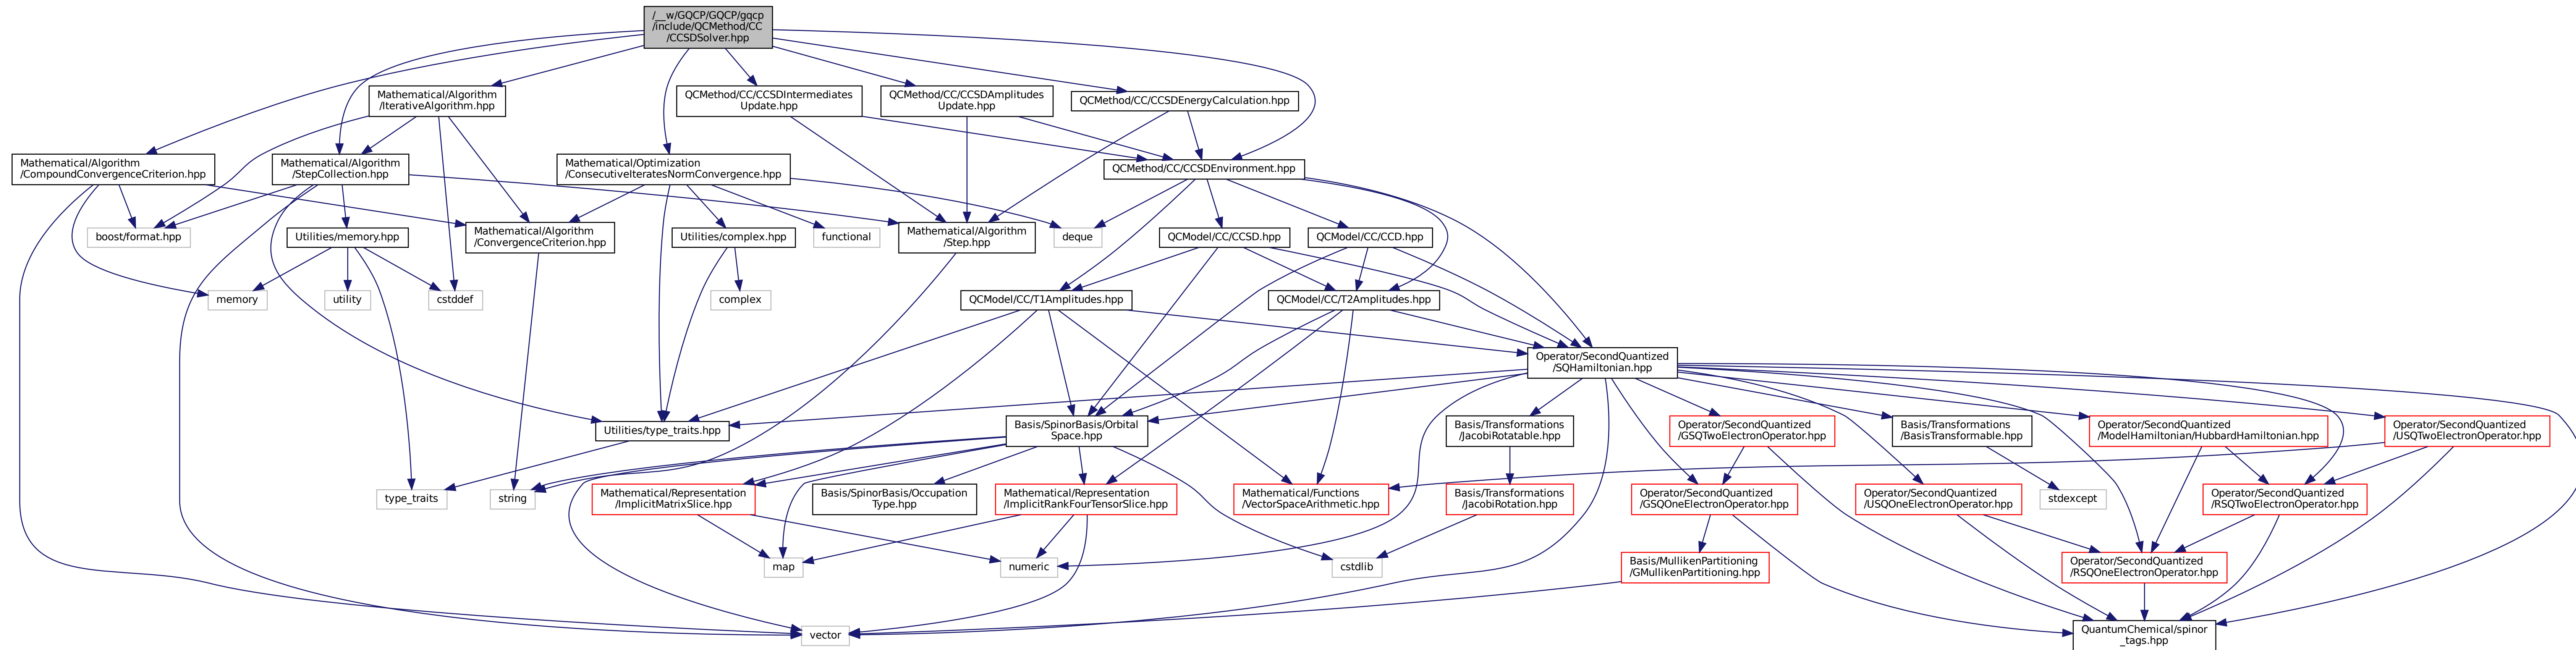 /__w/GQCP/GQCP/gqcp
/include/QCMethod/CC
/CCSDSolver.hpp
Mathematical/Algorithm
/IterativeAlgorithm.hpp
QCMethod/CC/CCSDIntermediates
Update.hpp
QCMethod/CC/CCSDAmplitudes
Update.hpp
QCMethod/CC/CCSDEnergyCalculation.hpp
Mathematical/Algorithm
/CompoundConvergenceCriterion.hpp
Mathematical/Algorithm
/StepCollection.hpp
Mathematical/Optimization
/ConsecutiveIteratesNormConvergence.hpp
QCMethod/CC/CCSDEnvironment.hpp
boost/format.hpp
Utilities/memory.hpp
Mathematical/Algorithm
/ConvergenceCriterion.hpp
Utilities/complex.hpp
functional
Mathematical/Algorithm
/Step.hpp
deque
QCModel/CC/CCSD.hpp
QCModel/CC/CCD.hpp
memory
utility
cstddef
complex
QCModel/CC/T1Amplitudes.hpp
QCModel/CC/T2Amplitudes.hpp
Operator/SecondQuantized
/SQHamiltonian.hpp
Utilities/type_traits.hpp
Basis/SpinorBasis/Orbital
Space.hpp
Basis/Transformations
/JacobiRotatable.hpp
Operator/SecondQuantized
/GSQTwoElectronOperator.hpp
Basis/Transformations
/BasisTransformable.hpp
Operator/SecondQuantized
/ModelHamiltonian/HubbardHamiltonian.hpp
Operator/SecondQuantized
/USQTwoElectronOperator.hpp
type_traits
string
Mathematical/Representation
/ImplicitMatrixSlice.hpp
Basis/SpinorBasis/Occupation
Type.hpp
Mathematical/Representation
/ImplicitRankFourTensorSlice.hpp
Mathematical/Functions
/VectorSpaceArithmetic.hpp
Basis/Transformations
/JacobiRotation.hpp
Operator/SecondQuantized
/GSQOneElectronOperator.hpp
Operator/SecondQuantized
/USQOneElectronOperator.hpp
stdexcept
Operator/SecondQuantized
/RSQTwoElectronOperator.hpp
map
numeric
cstdlib
Basis/MullikenPartitioning
/GMullikenPartitioning.hpp
Operator/SecondQuantized
/RSQOneElectronOperator.hpp
vector
QuantumChemical/spinor
_tags.hpp